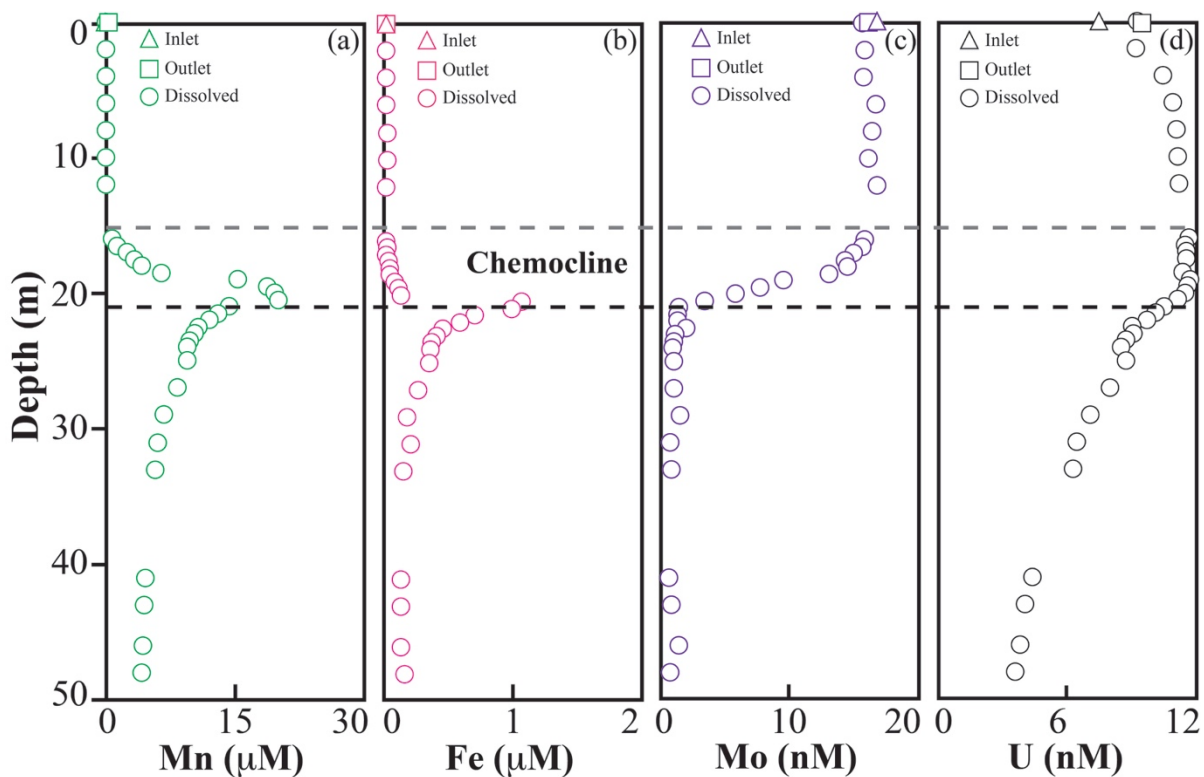 (a)
Inlet
Outlet
Dissolved
(b)
Inlet
Outlet
Dissolved
(c)
Inlet
Outlet
Dissolved
(d)
Inlet
Outlet
Dissolved
Chemocline
Depth (m)
0
10
20
30
40
50
0 15 30
Mn (μM)
0 1 2
Fe (μM)
0 10 20
Mo (nM)
0 6 12
U (nM)